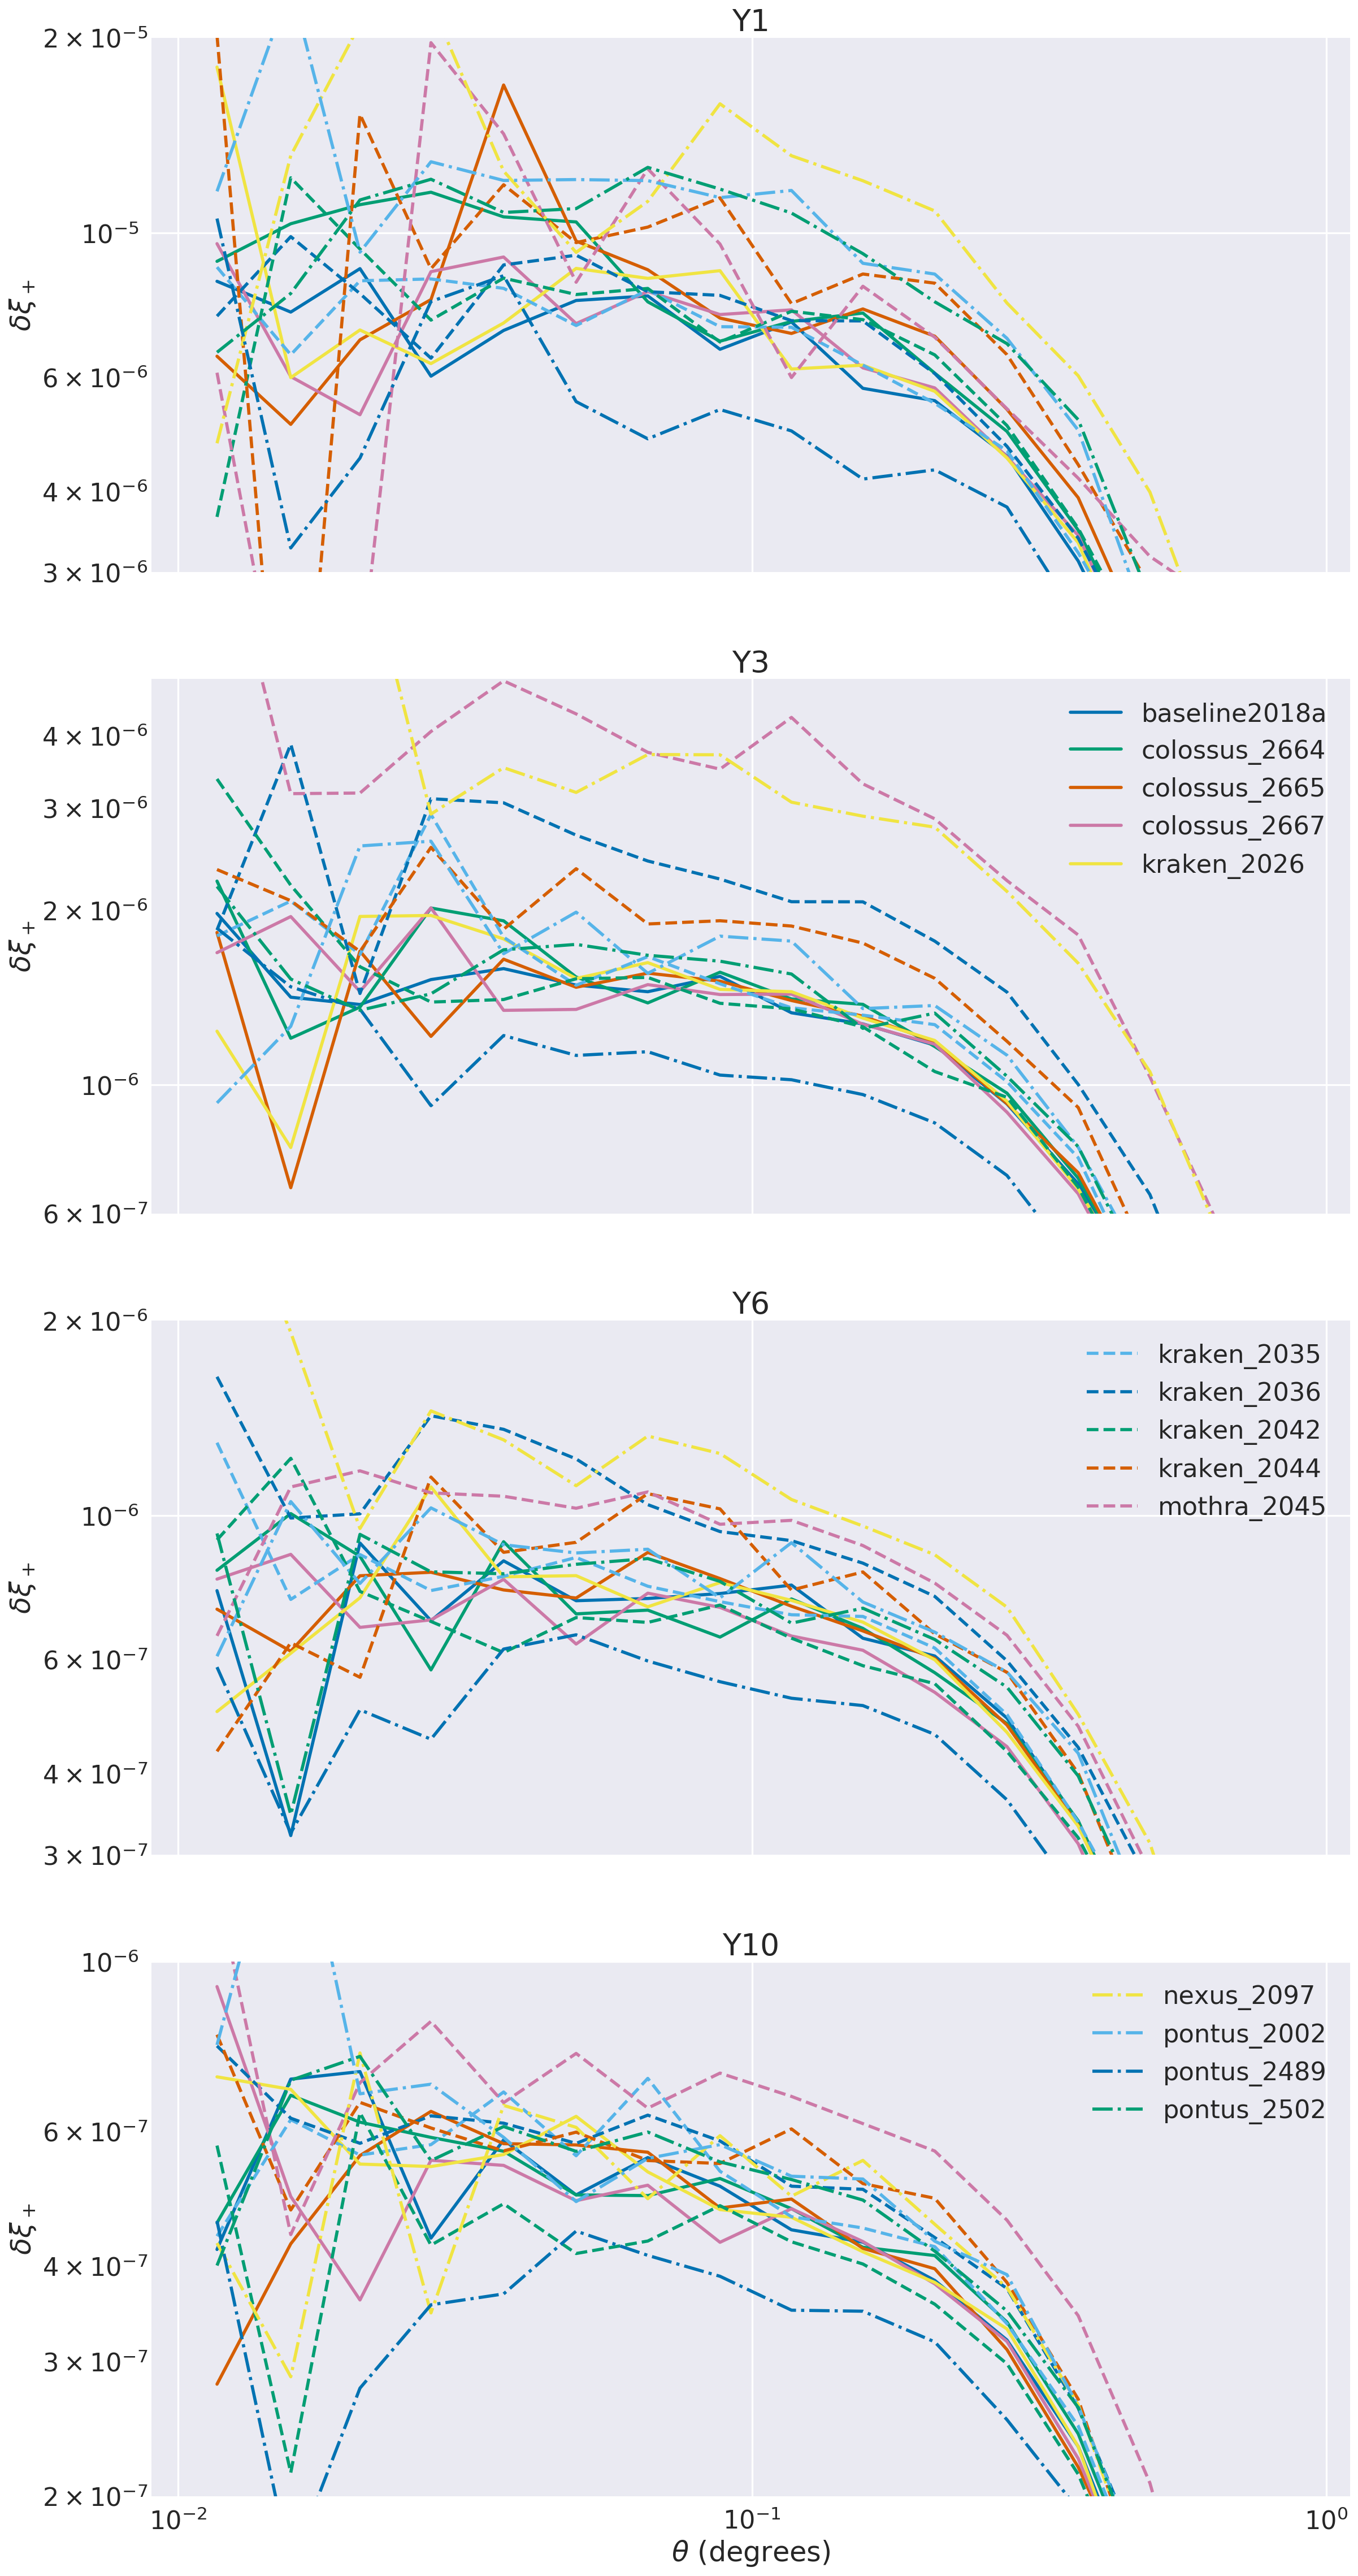 Y1
2 × 10⁻⁵
10⁻⁵
6 × 10⁻⁶
4 × 10⁻⁶
3 × 10⁻⁶
δξ₊
Y3
4 × 10⁻⁶
3 × 10⁻⁶
2 × 10⁻⁶
10⁻⁶
6 × 10⁻⁷
δξ₊
baseline2018a
colossus_2664
colossus_2665
colossus_2667
kraken_2026
Y6
2 × 10⁻⁶
10⁻⁶
6 × 10⁻⁷
4 × 10⁻⁷
3 × 10⁻⁷
δξ₊
kraken_2035
kraken_2036
kraken_2042
kraken_2044
mothra_2045
Y10
10⁻⁶
6 × 10⁻⁷
4 × 10⁻⁷
3 × 10⁻⁷
2 × 10⁻⁷
δξ₊
nexus_2097
pontus_2002
pontus_2489
pontus_2502
10⁻² 10⁻¹ 10⁰
θ (degrees)